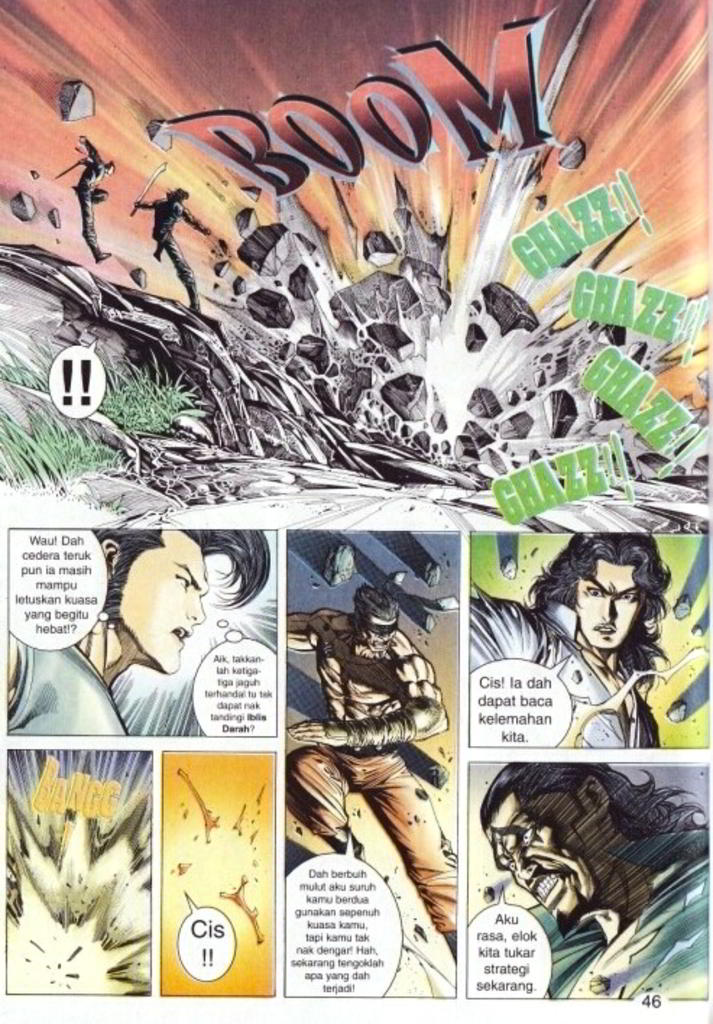 BOOM
GHAZZ!!
GHAZZ!!
GHAZZ!!
GHAZZ!!
!!
Wau! Dah
cedera teruk
pun ia masih
mampu
letuskan kuasa
yang begitu
hebat!?
Aik, takkan-
lah ketiga-
tiga jaguh
terhandal tu tak
dapat nak
tandingi Iblis
Darah?
Cis! Ia dah
dapat baca
kelemahan
kita.
BANGG
!
Cis
!!
Dah berbuih
mulut aku suruh
kamu berdua
gunakan sepenuh
kuasa kamu,
tapi kamu tak
nak dengar! Hah,
sekarang tengoklah
apa yang dah
terjadi!
Aku
rasa, elok
kita tukar
strategi
sekarang.
46